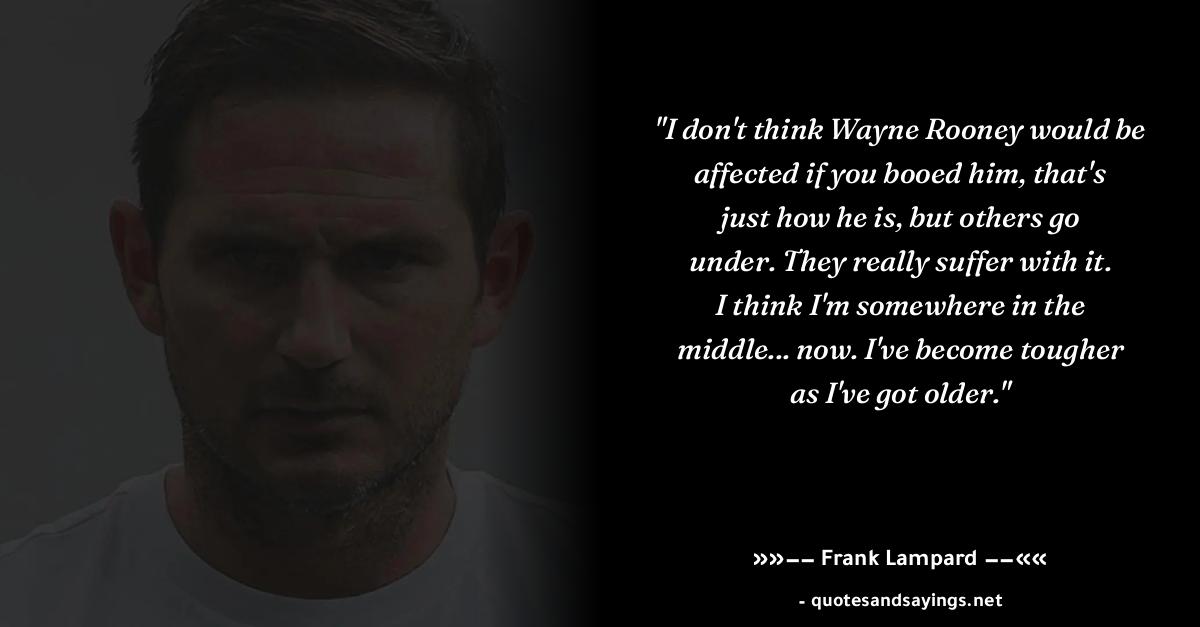 "I don't think Wayne Rooney would be
affected if you booed him, that's
just how he is, but others go
under. They really suffer with it.
I think I'm somewhere in the
middle... now. I've become tougher
as I've got older."
»»−− Frank Lampard −−««
- quotesandsayings.net